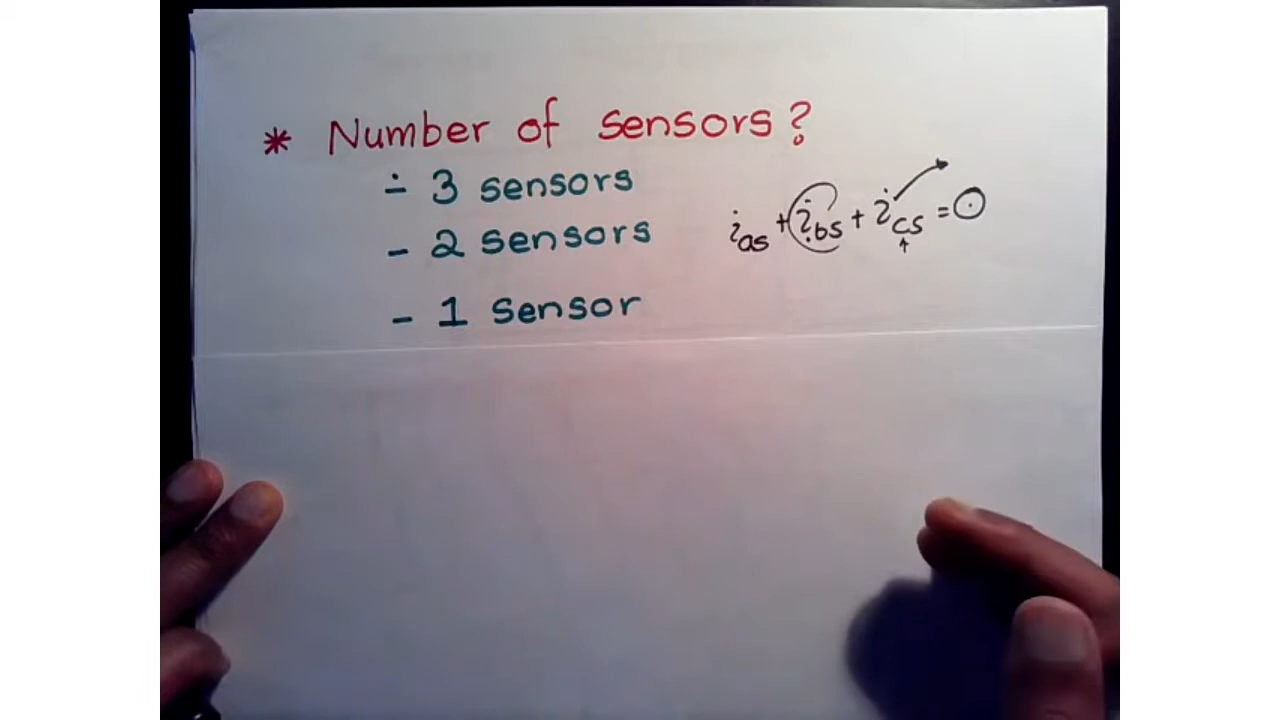 * Number of sensors?
- 3 sensors
- 2 sensors
i_as + i_bs + i_cs = 0
- 1 sensor